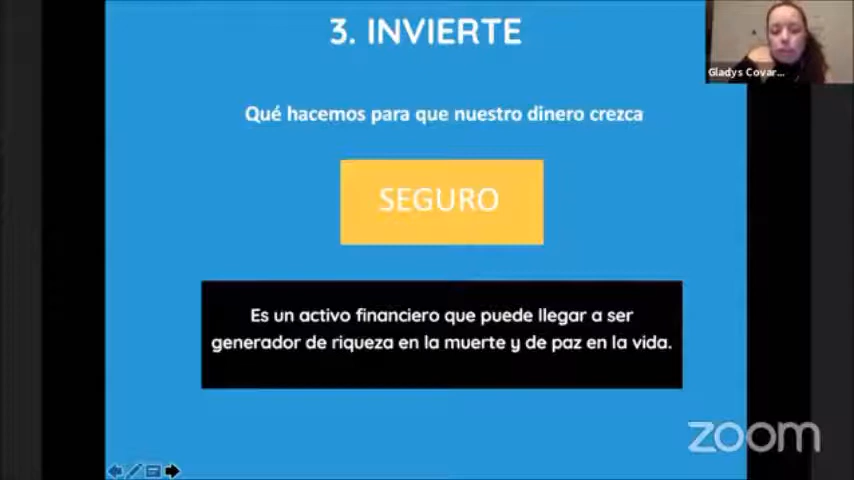 3. INVIERTE
Gladys Covar...
Qué hacemos para que nuestro dinero crezca
SEGURO
Es un activo financiero que puede llegar a ser
generador de riqueza en la muerte y de paz en la vida.
zoom